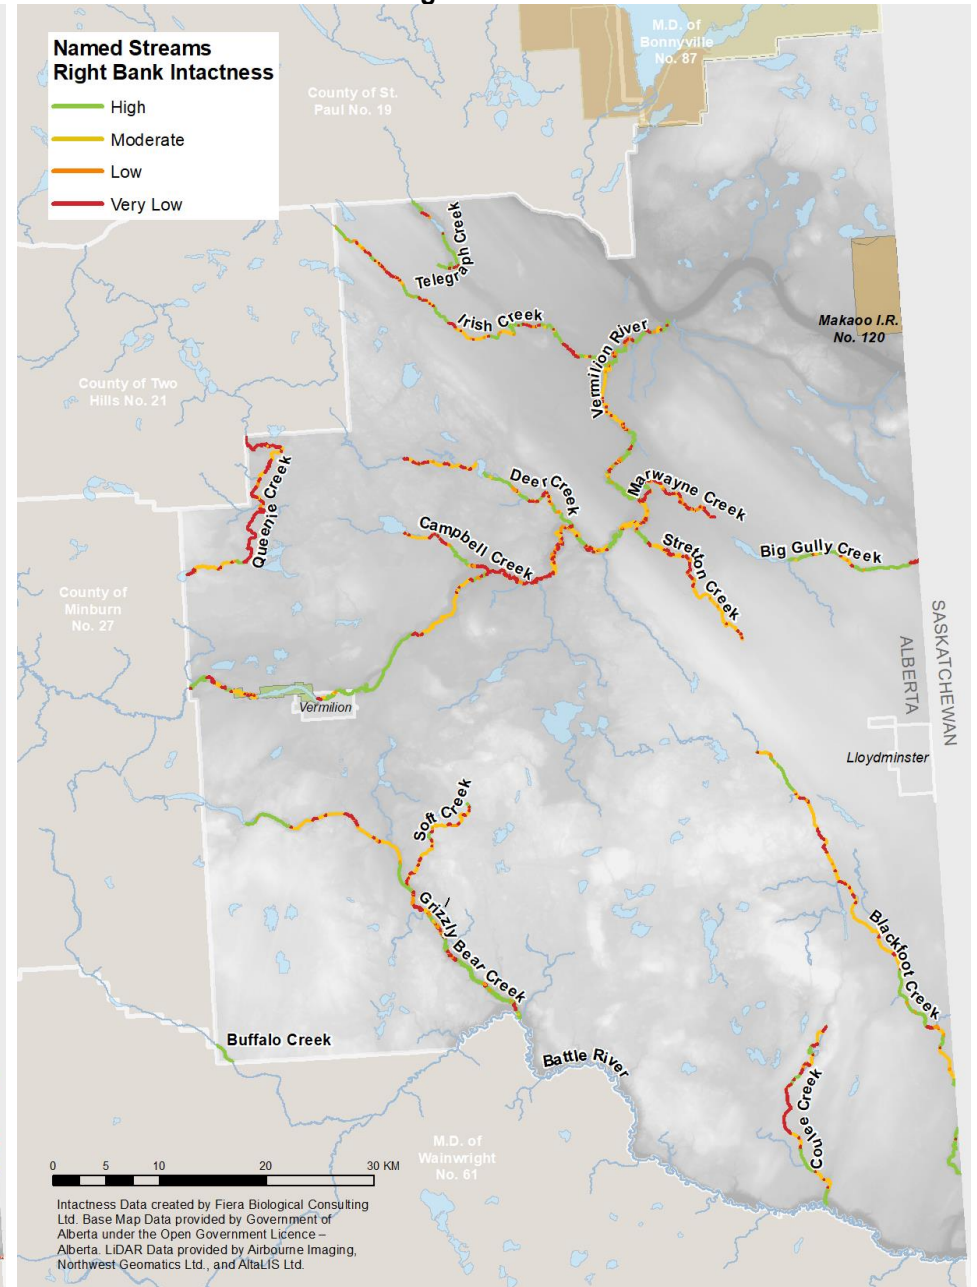 Named Streams
Right Bank Intactness
High
Moderate
Low
Very Low
M.D. of
Bonnyville
No. 87
County of St.
Paul No. 19
Telegraph Creek
Irish Creek
Vermilion River
Makaoo I.R.
No. 120
County of Two
Hills No. 21
Queenie Creek
Deer Creek
Marwayne Creek
Campbell Creek
Stretton Creek
Big Gully Creek
County of
Minburn
No. 27
SASKATCHEWAN
ALBERTA
Vermilion
Lloydminster
Soft Creek
Grizzly Bear Creek
Blackfoot Creek
Buffalo Creek
Battle River
Coulee Creek
M.D. of
Wainwright
No. 61
0 5 10 20 30 KM
Intactness Data created by Fiera Biological Consulting
Ltd. Base Map Data provided by Government of
Alberta under the Open Government Licence –
Alberta. LiDAR Data provided by Airbourne Imaging,
Northwest Geomatics Ltd., and AltaLIS Ltd.